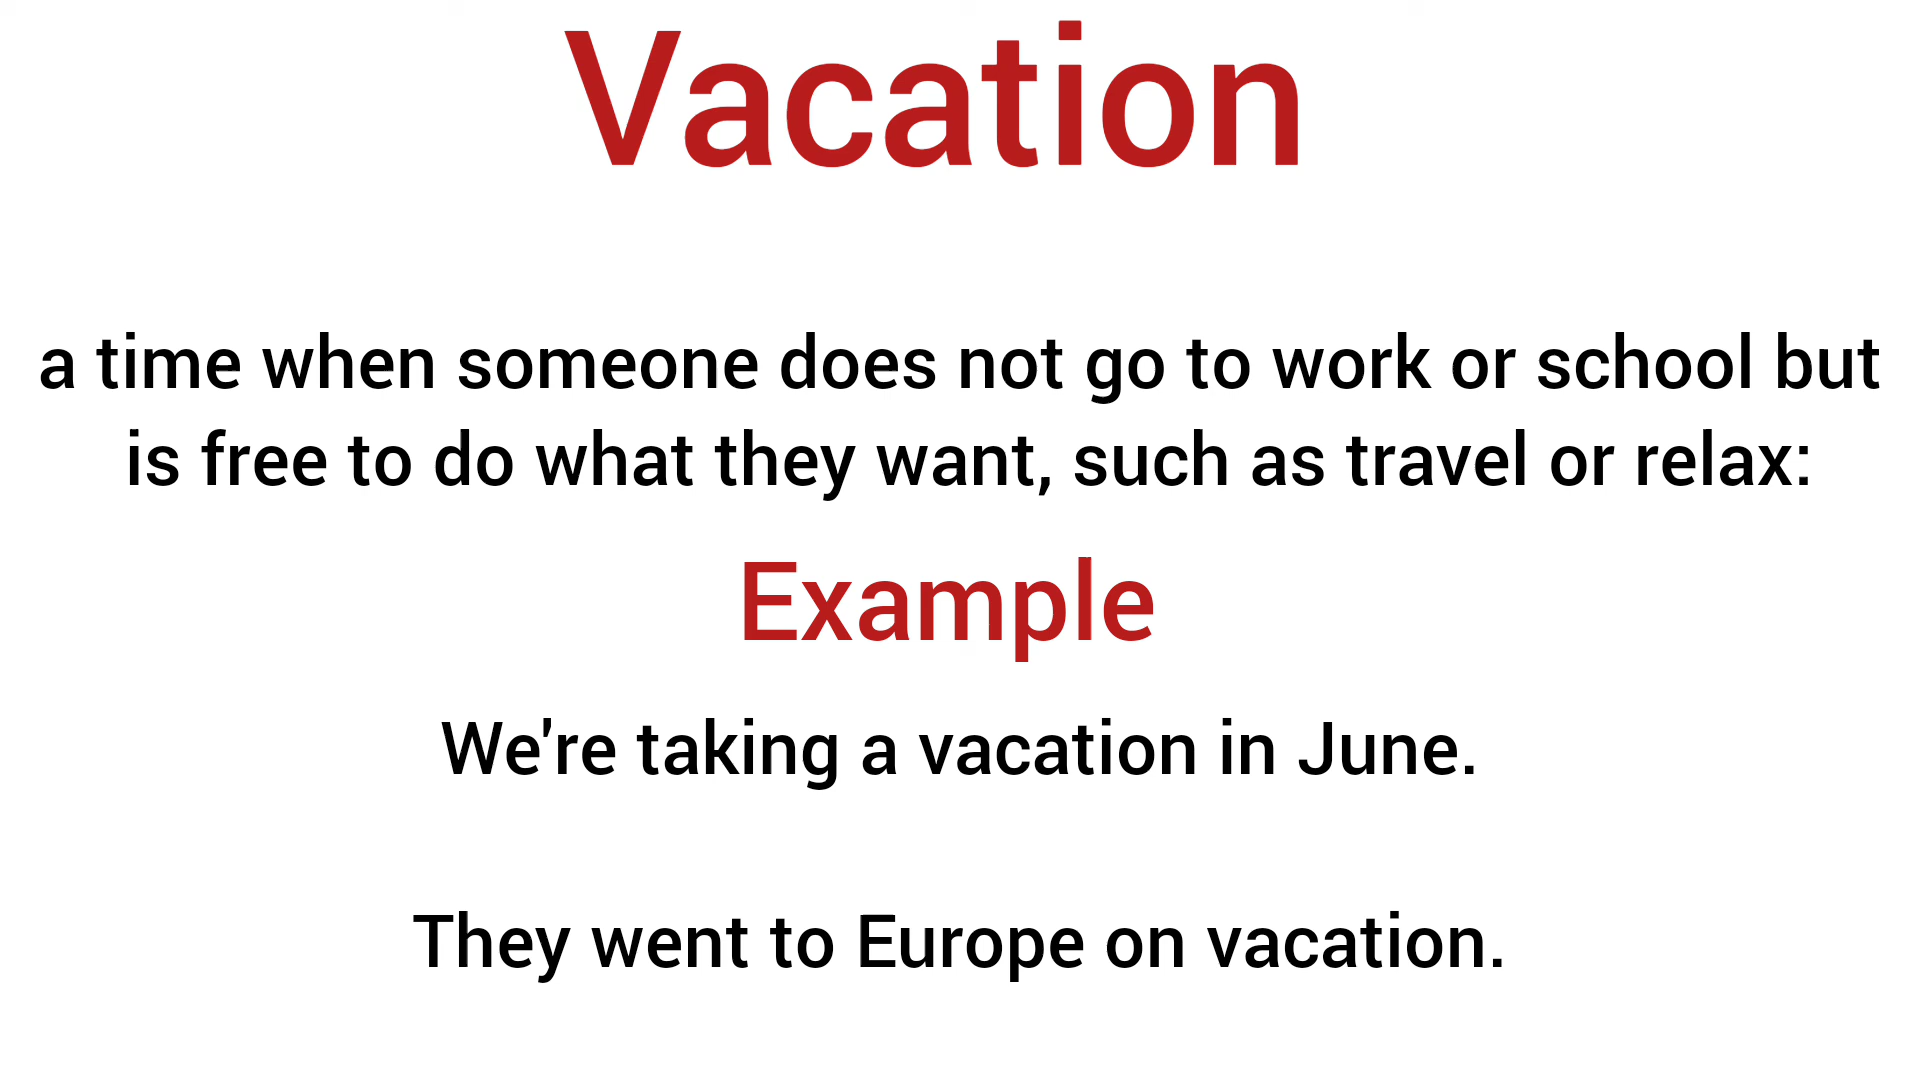 Vacation
a time when someone does not go to work or school but
is free to do what they want, such as travel or relax:
Example
We're taking a vacation in June.
They went to Europe on vacation.